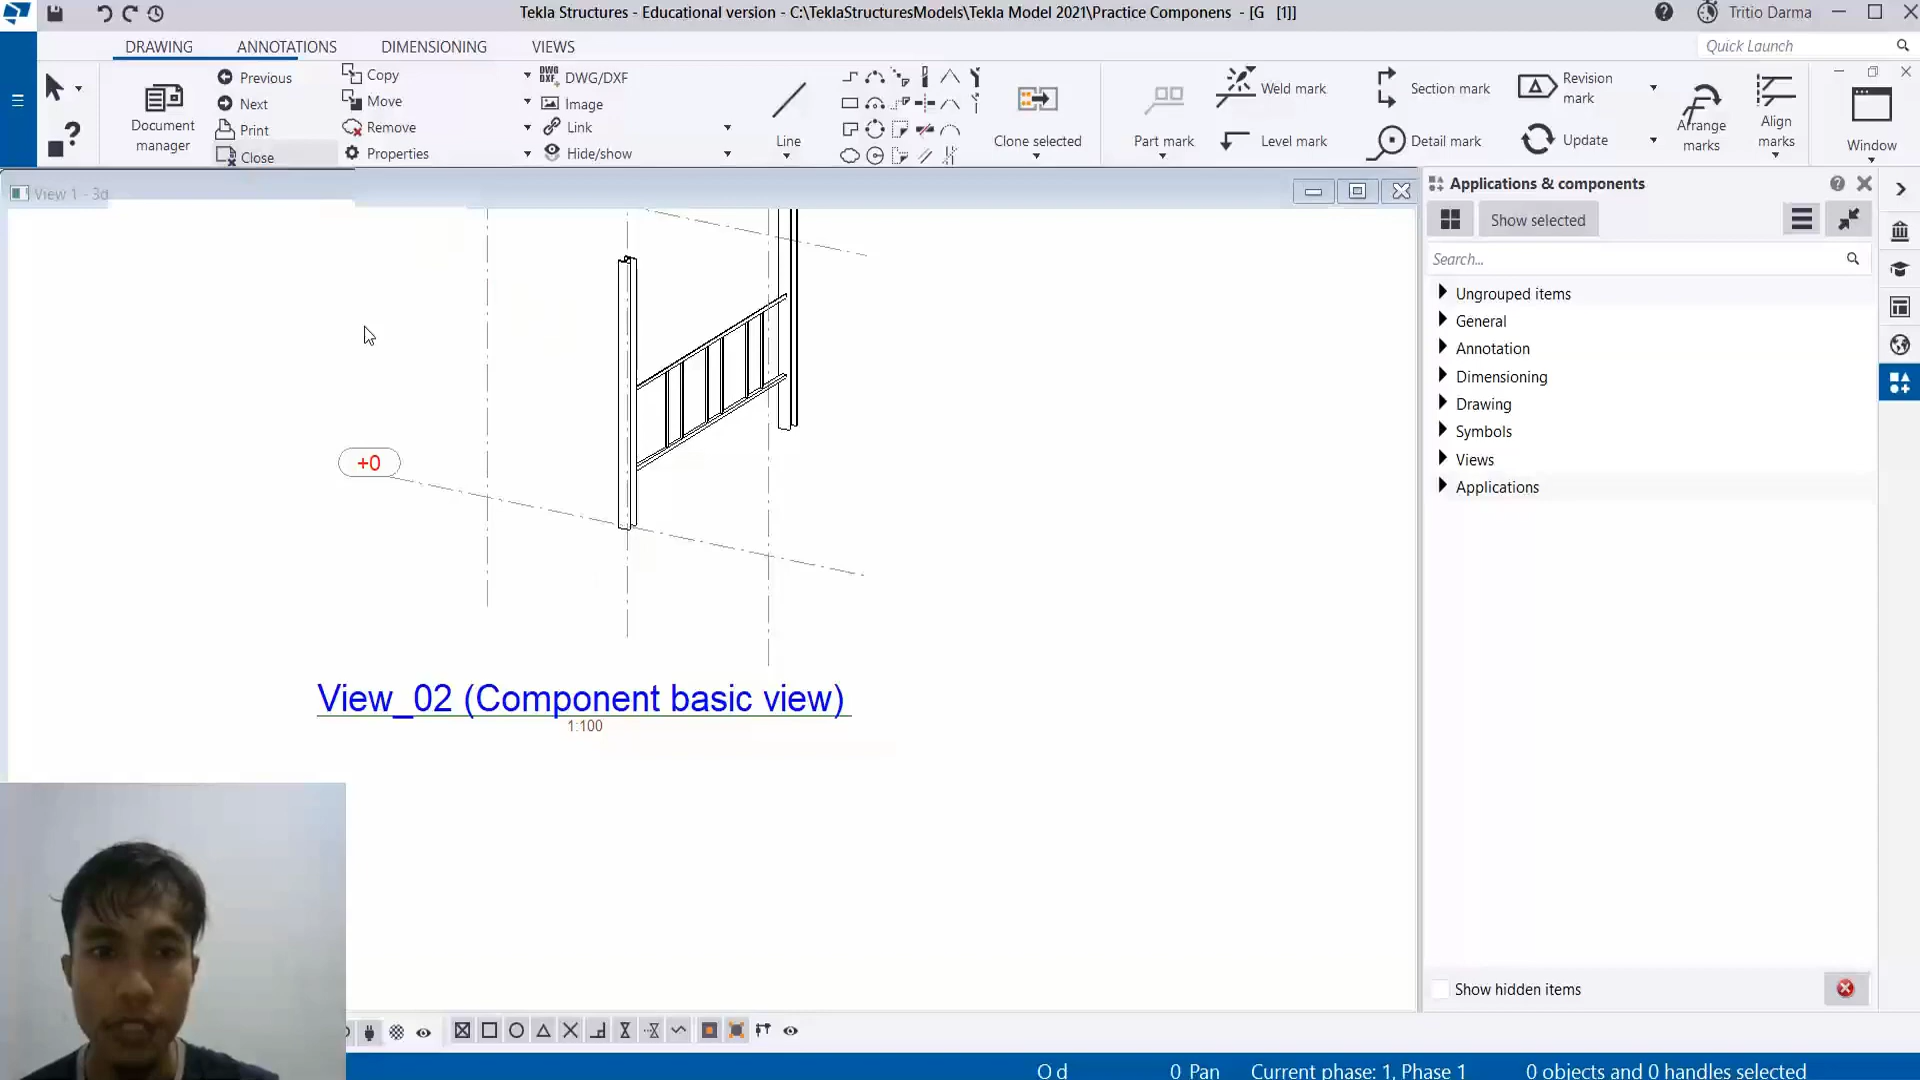 Tekla Structures - Educational version - C:\TeklaStructuresModels\Tekla Model 2021\Practice Componens - [G   [1]]
Tritio Darma
DRAWING
ANNOTATIONS
DIMENSIONING
VIEWS
Quick Launch
Document manager
Previous
Next
Print
Close
Copy
Move
Remove
Properties
DWG/DXF
Image
Link
Hide/show
Line
Clone selected
Part mark
Weld mark
Level mark
Section mark
Detail mark
Revision mark
Update
Arrange marks
Align marks
Window
View 1 - 3d
Applications & components
Show selected
Search...
Ungrouped items
General
Annotation
Dimensioning
Drawing
Symbols
Views
Applications
+0
View_02 (Component basic view)
1:100
Show hidden items
O d
0 Pan
Current phase: 1, Phase 1
0 objects and 0 handles selected